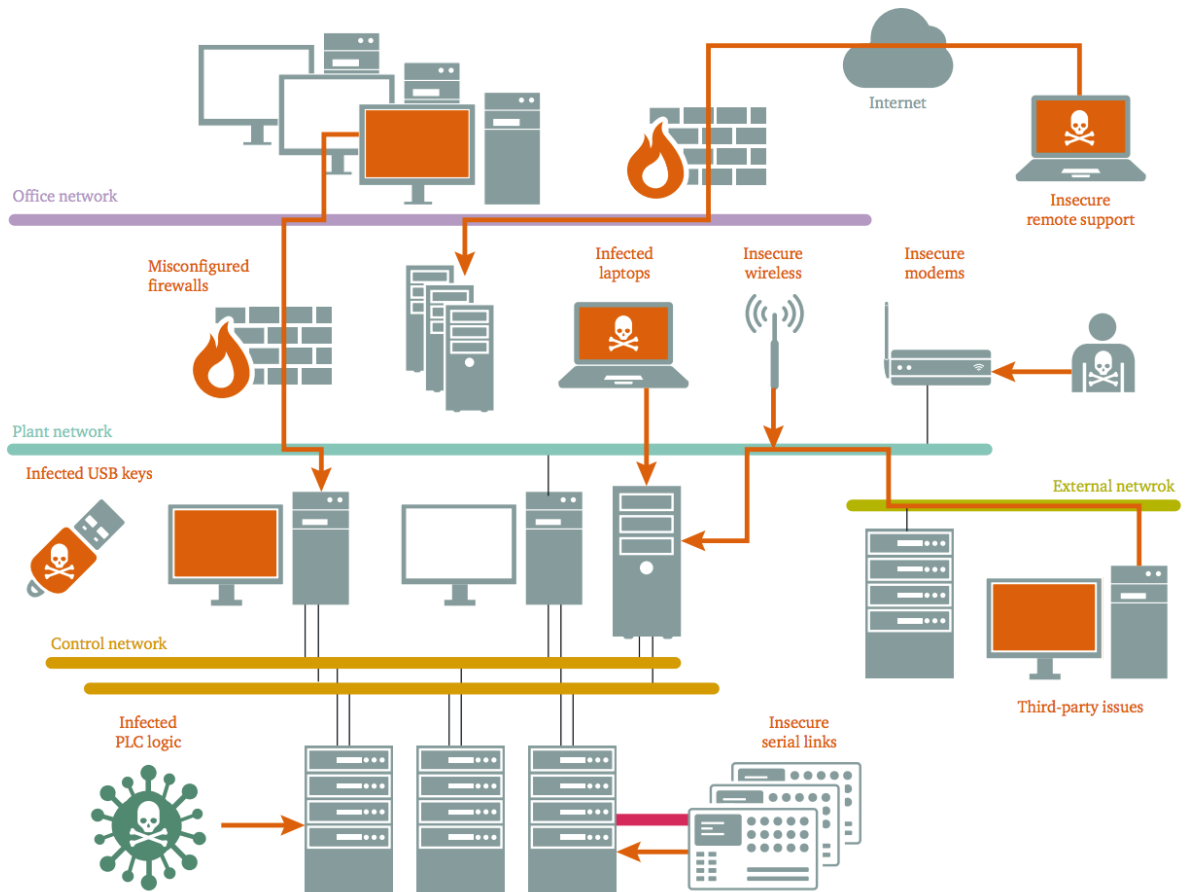 Internet
Insecure
remote support
Office network
Misconfigured
firewalls
Infected
laptops
Insecure
wireless
Insecure
modems
Plant network
Infected USB keys
External netwrok
Control network
Third-party issues
Infected
PLC logic
Insecure
serial links